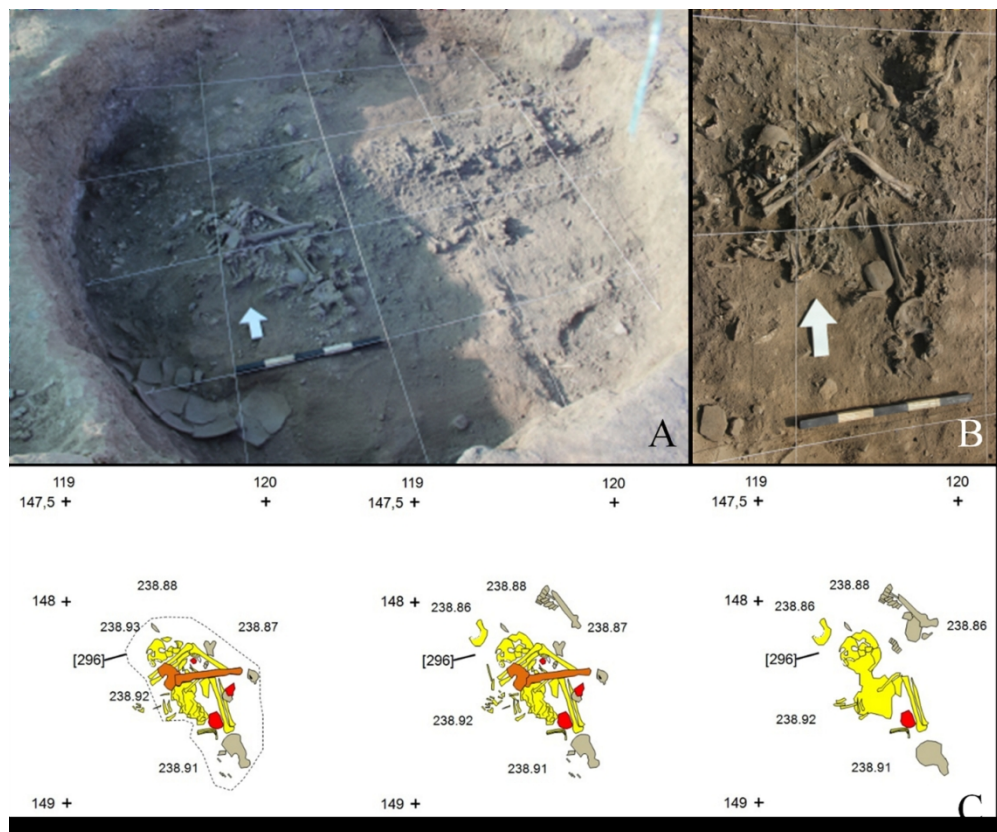 A
B
119 120 119 120 119 120
147,5 147,5 147,5
238.88 238.88 238.88
148 148 148
238.86 238.86 238.86
238.93 238.87 238.87
[296] [296] [296]
238.92 238.92 238.92
238.91 238.91 238.91
149 149 149
C